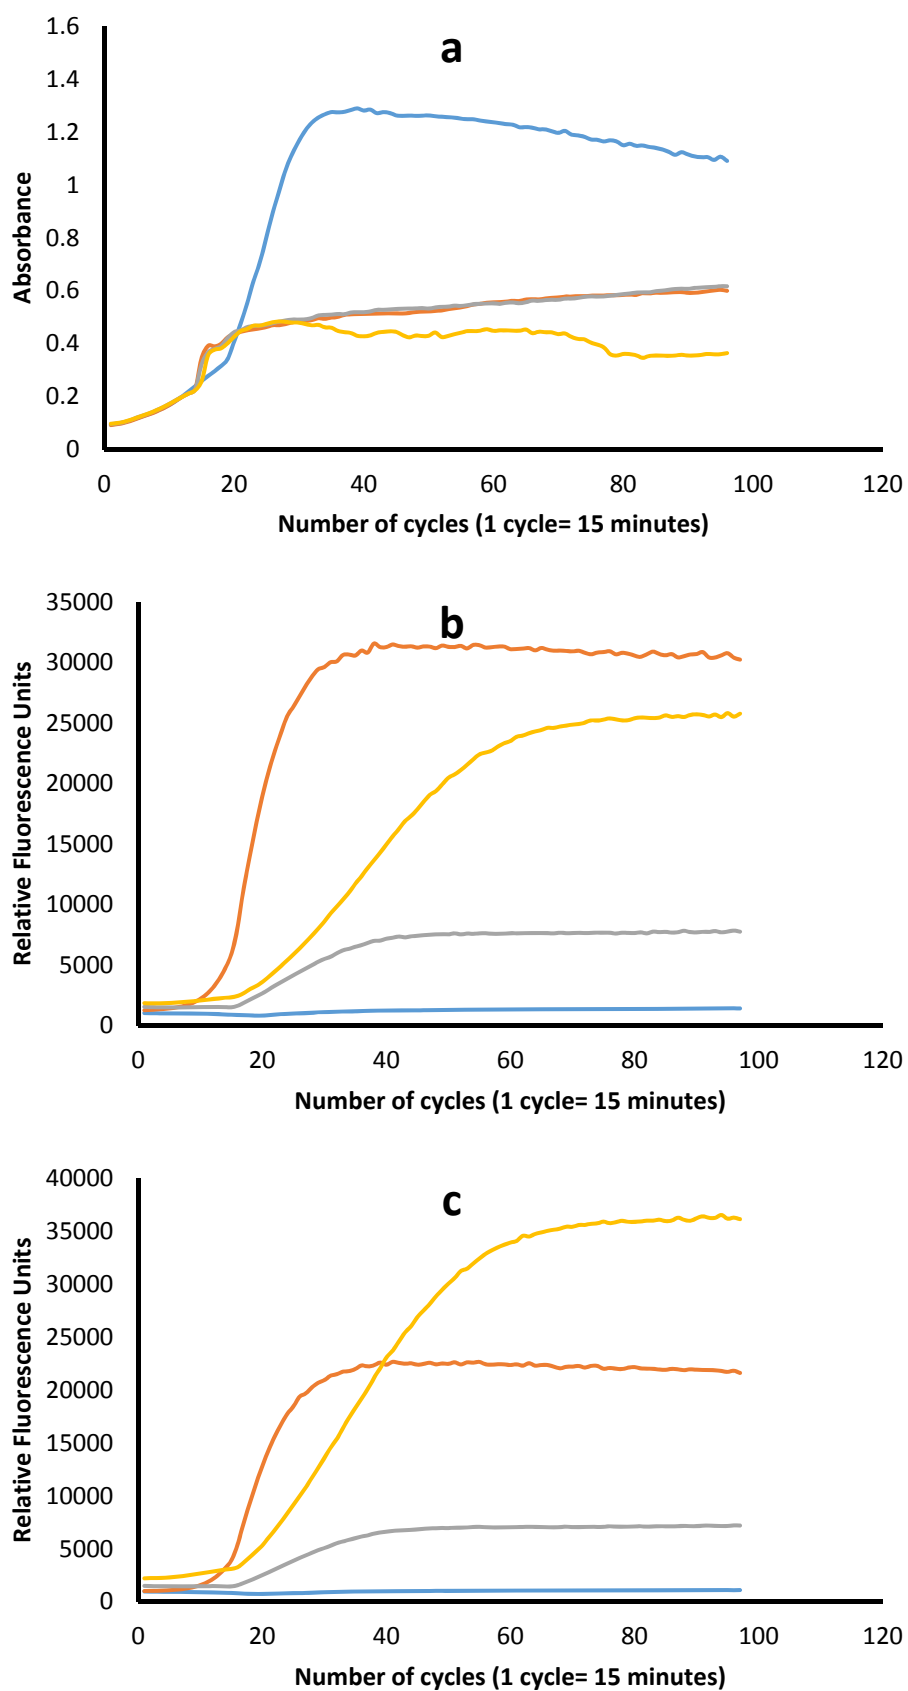 a
1.6
1.4
1.2
1
0.8
0.6
0.4
0.2
0
Absorbance
0 20 40 60 80 100 120
Number of cycles (1 cycle= 15 minutes)
b
35000
30000
25000
20000
15000
10000
5000
0
Relative Fluorescence Units
0 20 40 60 80 100 120
Number of cycles (1 cycle= 15 minutes)
c
40000
35000
30000
25000
20000
15000
10000
5000
0
Relative Fluorescence Units
0 20 40 60 80 100 120
Number of cycles (1 cycle= 15 minutes)